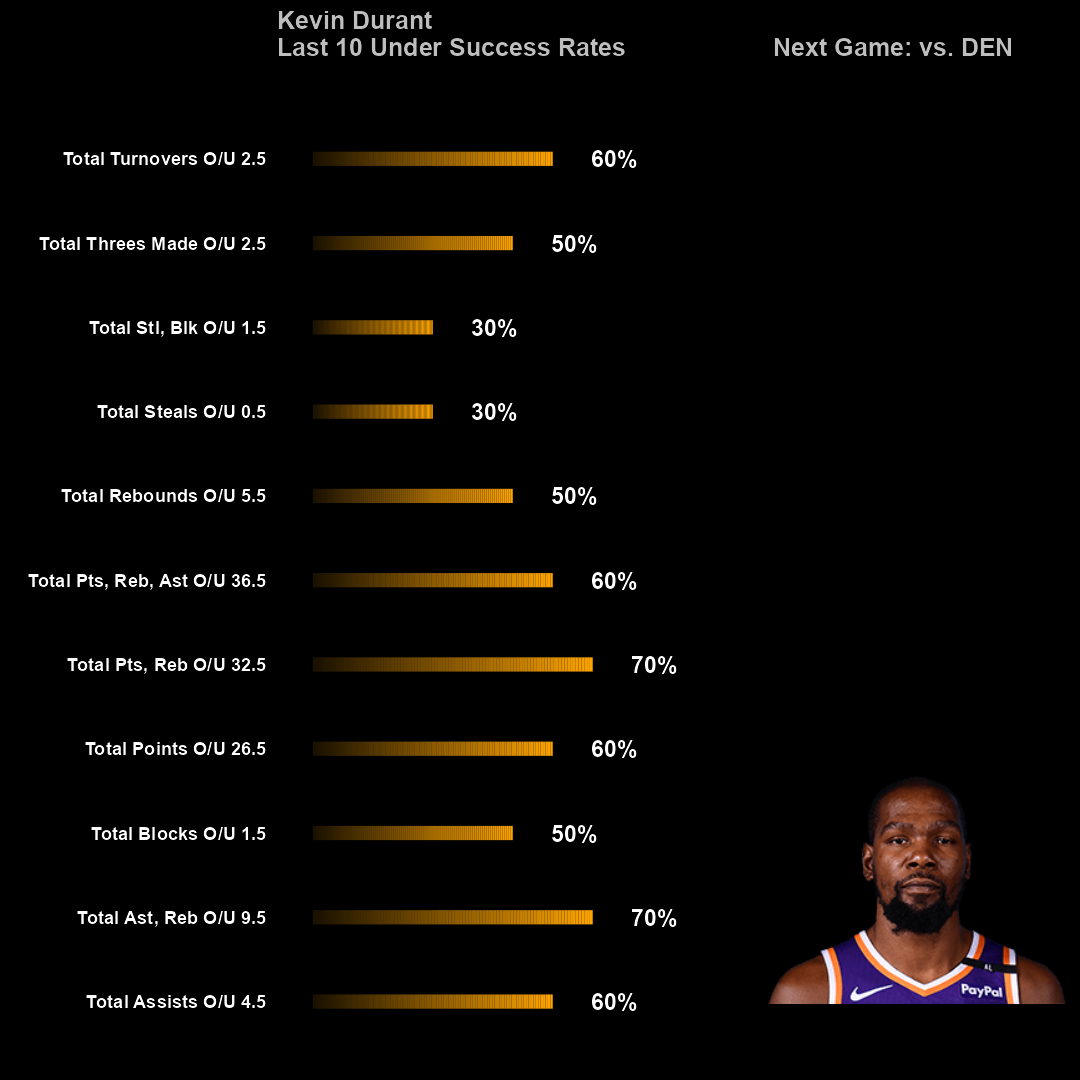 Kevin Durant
Last 10 Under Success Rates
Next Game: vs. DEN
Total Turnovers O/U 2.5 60%
Total Threes Made O/U 2.5 50%
Total Stl, Blk O/U 1.5 30%
Total Steals O/U 0.5 30%
Total Rebounds O/U 5.5 50%
Total Pts, Reb, Ast O/U 36.5 60%
Total Pts, Reb O/U 32.5 70%
Total Points O/U 26.5 60%
Total Blocks O/U 1.5 50%
Total Ast, Reb O/U 9.5 70%
Total Assists O/U 4.5 60%
AL
PayPal